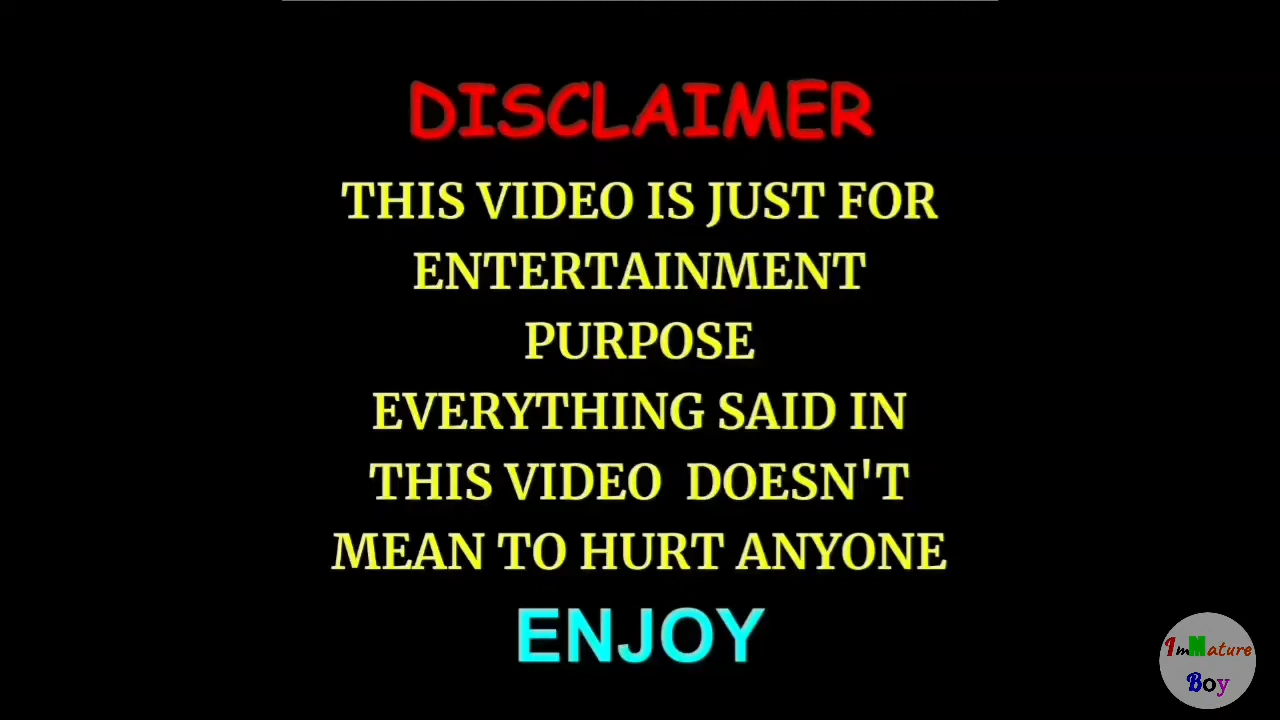 DISCLAIMER
THIS VIDEO IS JUST FOR
ENTERTAINMENT
PURPOSE
EVERYTHING SAID IN
THIS VIDEO DOESN'T
MEAN TO HURT ANYONE
ENJOY
ImMature
Boy